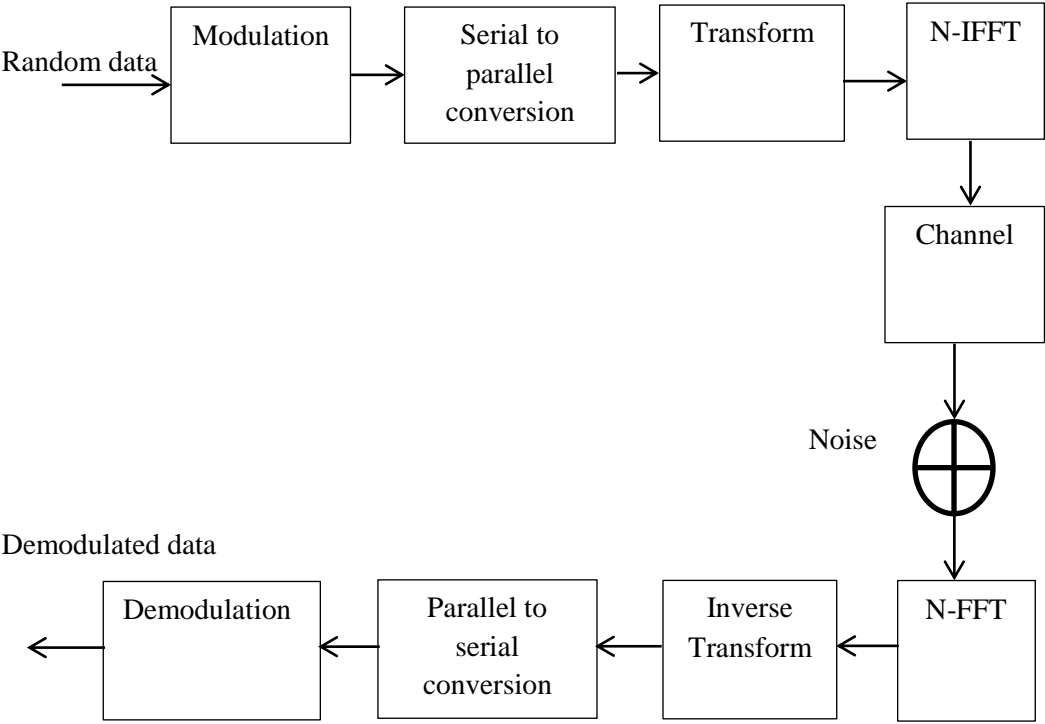 Random data
Modulation
Serial to
parallel
conversion
Transform
N-IFFT
Channel
Noise
Demodulated data
Demodulation
Parallel to
serial
conversion
Inverse
Transform
N-FFT